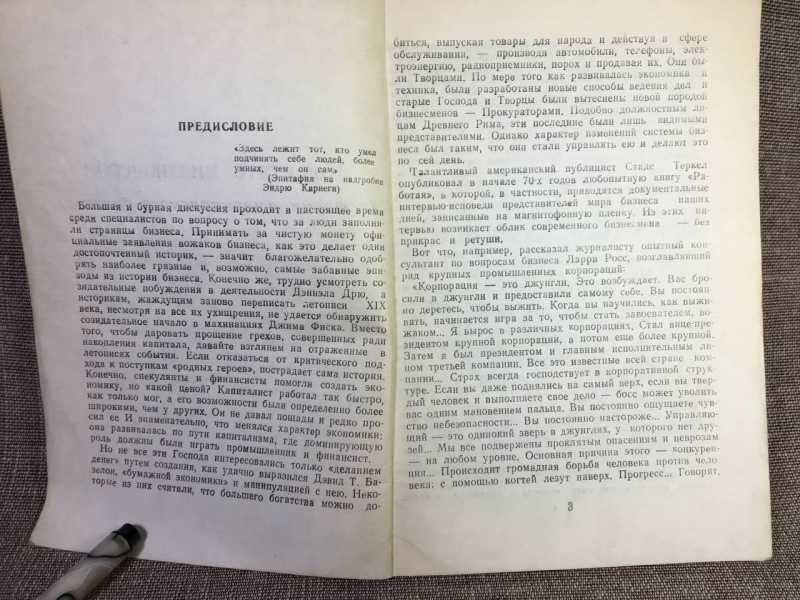 ПРЕДИСЛОВИЕ
«Здесь лежит тот, кто умел
подчинять себе людей, более
умных, чем он сам»
(Эпитафия на надгробии
Эндрю Карнеги)
Большая и бурная дискуссия проходит в настоящее время
среди специалистов по вопросу о том, что за люди заполни-
ли страницы бизнеса. Принимать за чистую монету офи-
циальные заявления вожаков бизнеса, как это делает один
достопочтенный историк, — значит благожелательно одоб-
рять наиболее грязные и, возможно, самые забавные эпи-
зоды из истории бизнеса. Конечно же, трудно усмотреть со-
зидательные побуждения в деятельности Дэниэла Дрю, а
историкам, жаждущим заново переписать летописи XIX
века, несмотря на все их ухищрения, не удается обнаружить
созидательное начало в махинациях Джима Фиска. Вместо
того, чтобы даровать прощение грехов, совершенных ради
накопления капитала, давайте взглянем на отраженные в
летописях события. Если отказаться от критического под-
хода к поступкам «родных героев», пострадает сама история.
Конечно, спекулянты и финансисты помогли создать эко-
номику, но какой ценой? Капиталист работал так быстро,
как только мог, а его возможности были определенно более
широкими, чем у других. Он не давал пощады и редко про-
сил ее И знаменательно, что менялся характер экономики;
она развивалась по пути капитализма, где доминирующую
роль должны были играть промышленник и финансист.
Но не все эти Господа интересовались только «деланием
денег» путем создания, как удачно выразился Дэвид Т. Ба-
зелон, «бумажной экономики» и манипуляцией с нею. Неко-
торые из них считали, что большего богатства можно до-
биться, выпуская товары для народа и действуя в сфере
обслуживания, — производя автомобили, телефоны, элек-
троэнергию, радиоприемники, порох и продавая их. Они бы-
ли Творцами. По мере того как развивалась экономика и
техника, были разработаны новые способы ведения дел и
старые Господа и Творцы были вытеснены новой породой
бизнесменов — Прокураторами. Подобно должностным ли-
цам Древнего Рима, эти последние были лишь видимыми
представителями. Однако характер изменений системы биз-
неса был таким, что они стала управлять ею и делают это
по сей день.
Талантливый американский публицист Стадс Теркел
опубликовал в начале 70-х годов любопытную книгу «Ра-
ботая», в которой, в частности, приводятся документальные
интервью-исповеди представителей мира бизнеса наших
дней, записанные на магнитофонную пленку. Из этих ин-
тервью возникает облик современного бизнесмена — без
прикрас и ретуши.
Вот что, например, рассказал журналисту опытный кон-
сультант по вопросам бизнеса Ларри Росс, возглавлявший
ряд крупных промышленных корпораций:
«Корпорация — это джунгли. Это возбуждает. Вас бро-
сили в джунгли и предоставили самому себе, Вы постоян-
но деретесь, чтобы выжить. Когда вы научились, как выжи-
вать, начинается игра за то, чтобы стать завоевателем, во-
жаком... Я вырос в различных корпорациях, Стал вице-пре-
зидентом крупной корпорации, а потом еще более крупной.
Затем я был президентом и главным исполнительным ли-
цом третьей компании. Все это известные всей стране ком-
пании... Страх всегда господствует в корпоративной струк-
туре. Если вы даже поднялись на самый верх, если вы твер-
дый человек и выполняете свое дело — босс может уволить
вас одним мановением пальца. Вы постоянно ощущаете чув-
ство небезопасности... Вы постоянно настороже... Управляю-
щий — это одинокий зверь в джунглях, у которого нет дру-
зей... Мы все подвержены проклятым опасениям и неврозам
— на любом уровне. Основная причина этого — конкурен-
ция... Происходит громадная борьба человека против чело
века: с помощью когтей лезут наверх. Прогресс... Говорят,
3